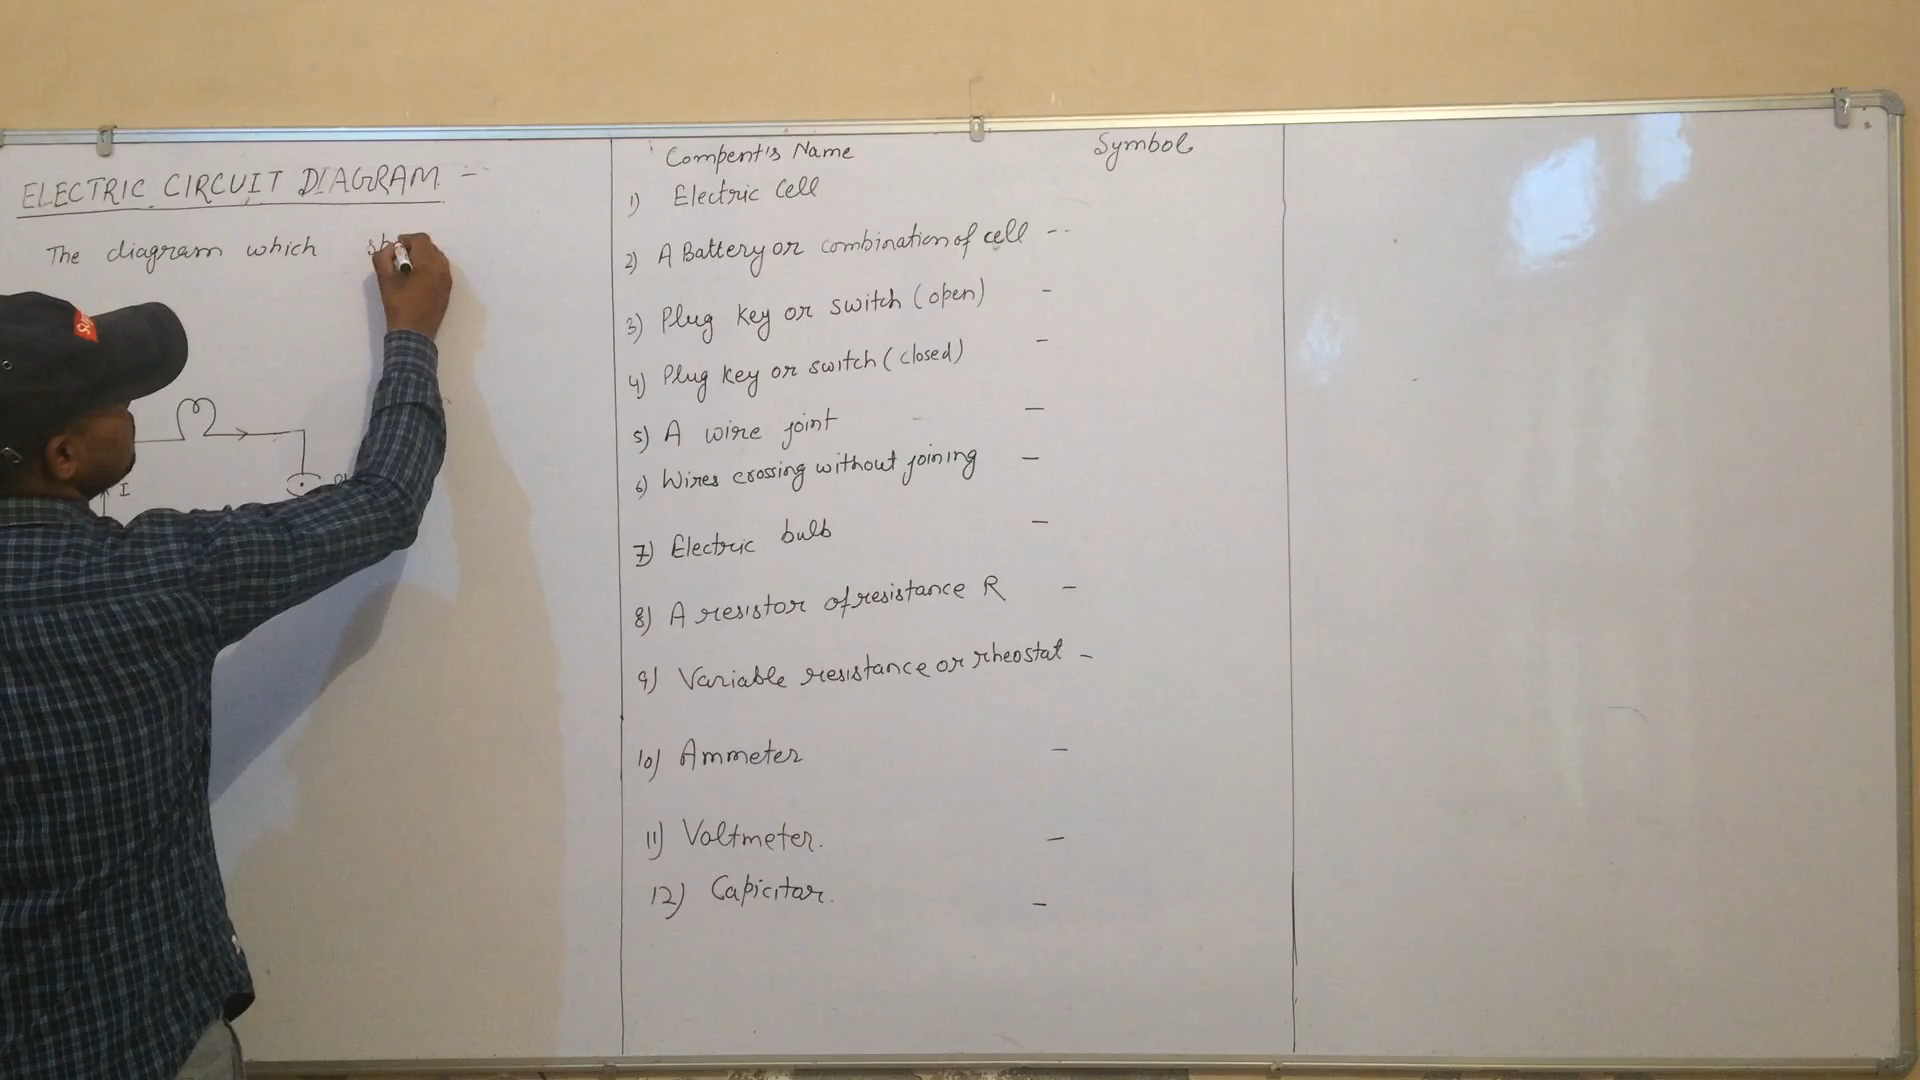 ELECTRIC CIRCUIT DIAGRAM -
The diagram which
I
Compent's Name Symbol
1) Electric Cell
2) A Battery or combination of cell --
3) Plug Key or switch (open) -
4) Plug key or switch (closed) -
5) A wire joint -
6) Wires crossing without joining -
7) Electric bulb -
8) A resistor of resistance R -
9) Variable resistance or rheostat -
10) Ammeter -
11) Voltmeter. -
12) Capicitar. -